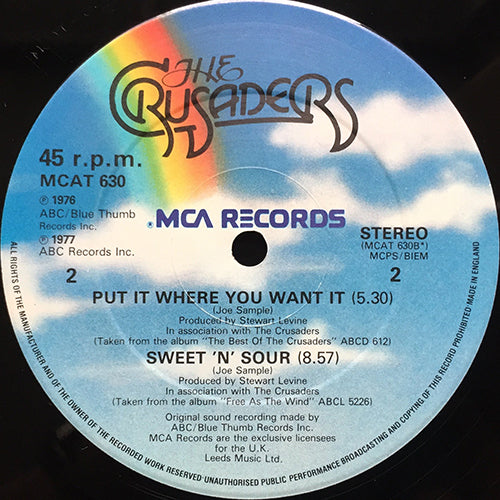 THE
CRUSADERS
45 r.p.m.
MCAT 630
℗ 1976
ABC/Blue Thumb
Records Inc.
℗ 1977
ABC Records Inc.
MCA RECORDS
STEREO
(MCAT 630B*)
MCPS/BIEM
2
2
PUT IT WHERE YOU WANT IT (5.30)
(Joe Sample)
Produced by Stewart Levine
In association with The Crusaders
(Taken from the album "The Best Of The Crusaders" ABCD 612)
SWEET 'N' SOUR (8.57)
(Joe Sample)
Produced by Stewart Levine
In association with The Crusaders
(Taken from the album "Free As The Wind" ABCL 5226)
Original sound recording made by
ABC/Blue Thumb Records Inc.
MCA Records are the exclusive licensees
for the U.K.
Leeds Music Ltd.
ALL RIGHTS OF THE MANUFACTURER AND OF THE OWNER OF THE RECORDED WORK RESERVED·UNAUTHORISED PUBLIC PERFORMANCE BROADCASTING AND COPYING OF THIS RECORD PROHIBITED·MADE IN ENGLAND